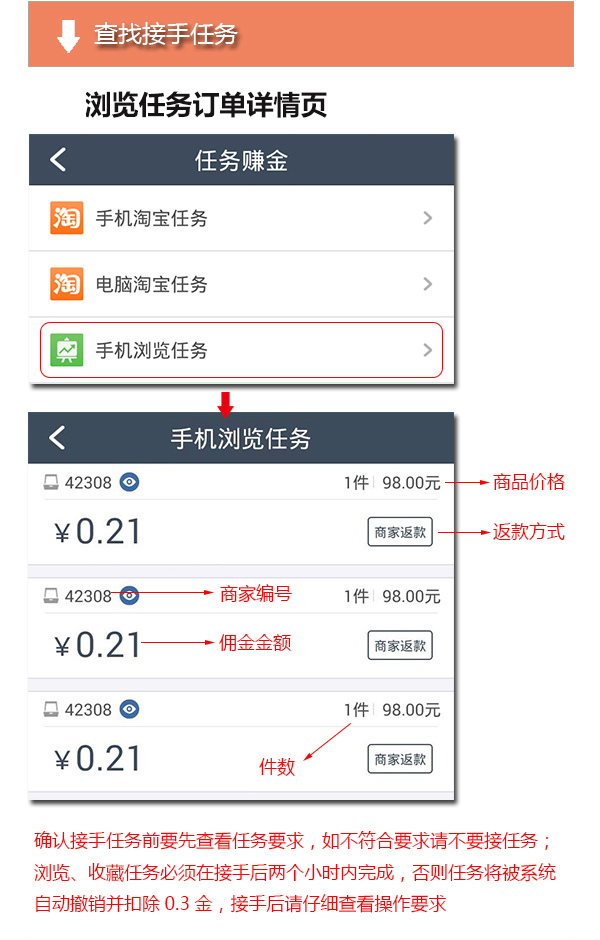 查找接手任务
浏览任务订单详情页
任务赚金
淘 手机淘宝任务
淘 电脑淘宝任务
手机浏览任务
手机浏览任务
42308 1件 98.00元 商品价格
¥0.21 商家返款 返款方式
42308 商家编号 1件 98.00元
¥0.21 佣金金额 商家返款
42308 1件 98.00元
¥0.21 件数 商家返款
确认接手任务前要先查看任务要求，如不符合要求请不要接任务；
浏览、收藏任务必须在接手后两个小时内完成，否则任务将被系统
自动撤销并扣除 0.3 金，接手后请仔细查看操作要求